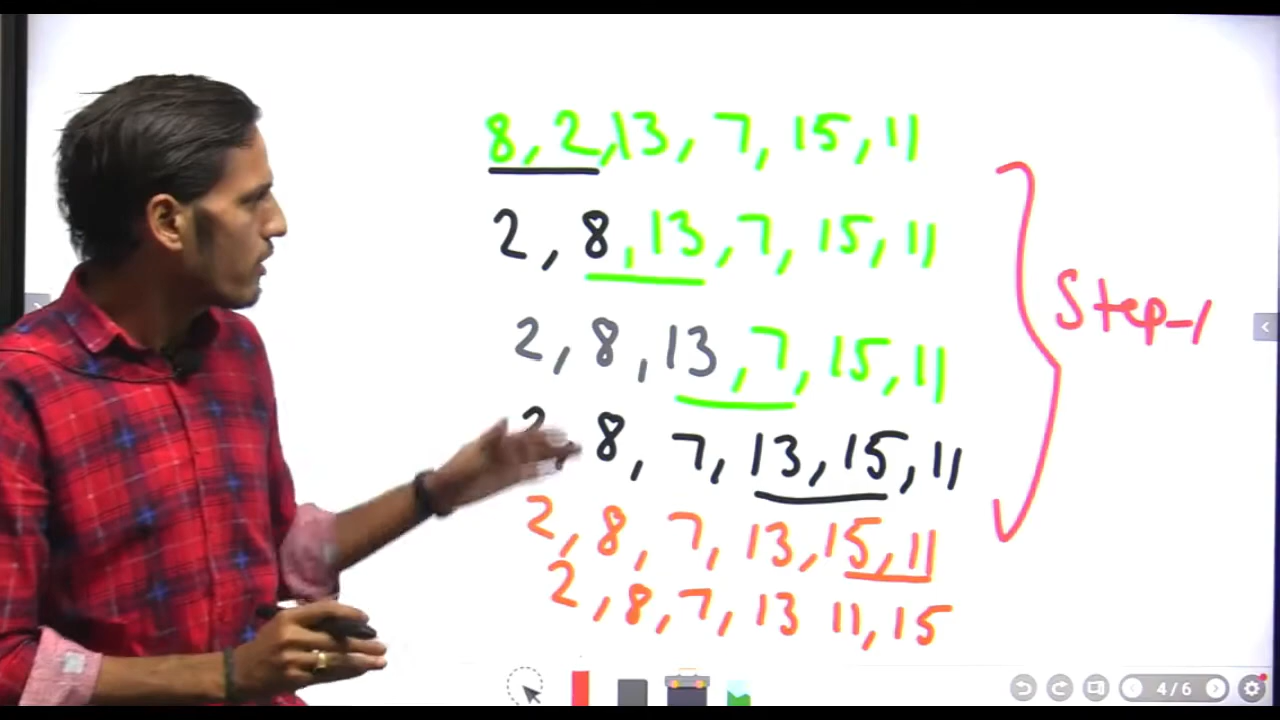 8, 2, 13, 7, 15, 11
2, 8, 13, 7, 15, 11
2, 8, 13, 7, 15, 11
2, 8, 7, 13, 15, 11
2, 8, 7, 13, 15, 11
2, 8, 7, 13 11, 15
Step-1
4/6